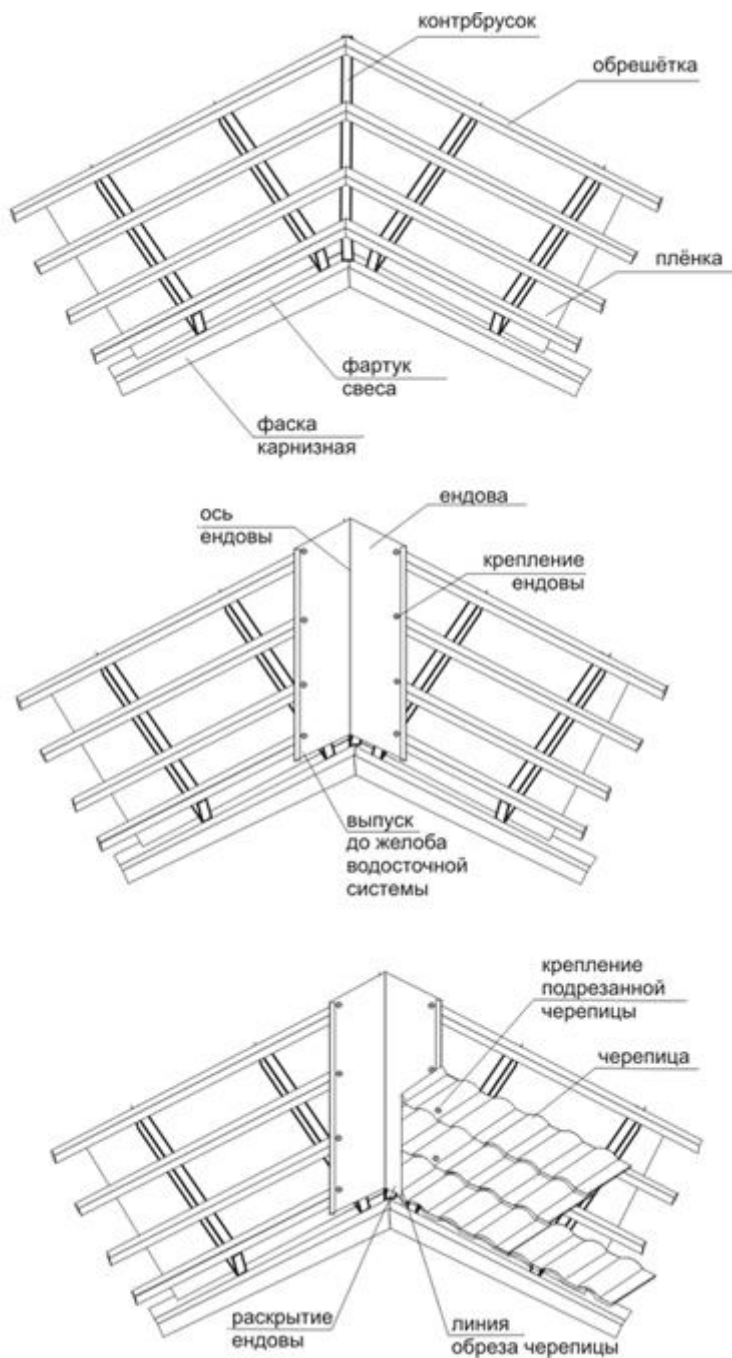 контрбрусок
обрешётка
плёнка
фартук
свеса
фаска
карнизная
ендова
ось
ендовы
крепление
ендовы
выпуск
до желоба
водосточной
системы
крепление
подрезанной
черепицы
черепица
раскрытие
ендовы
линия
обреза черепицы